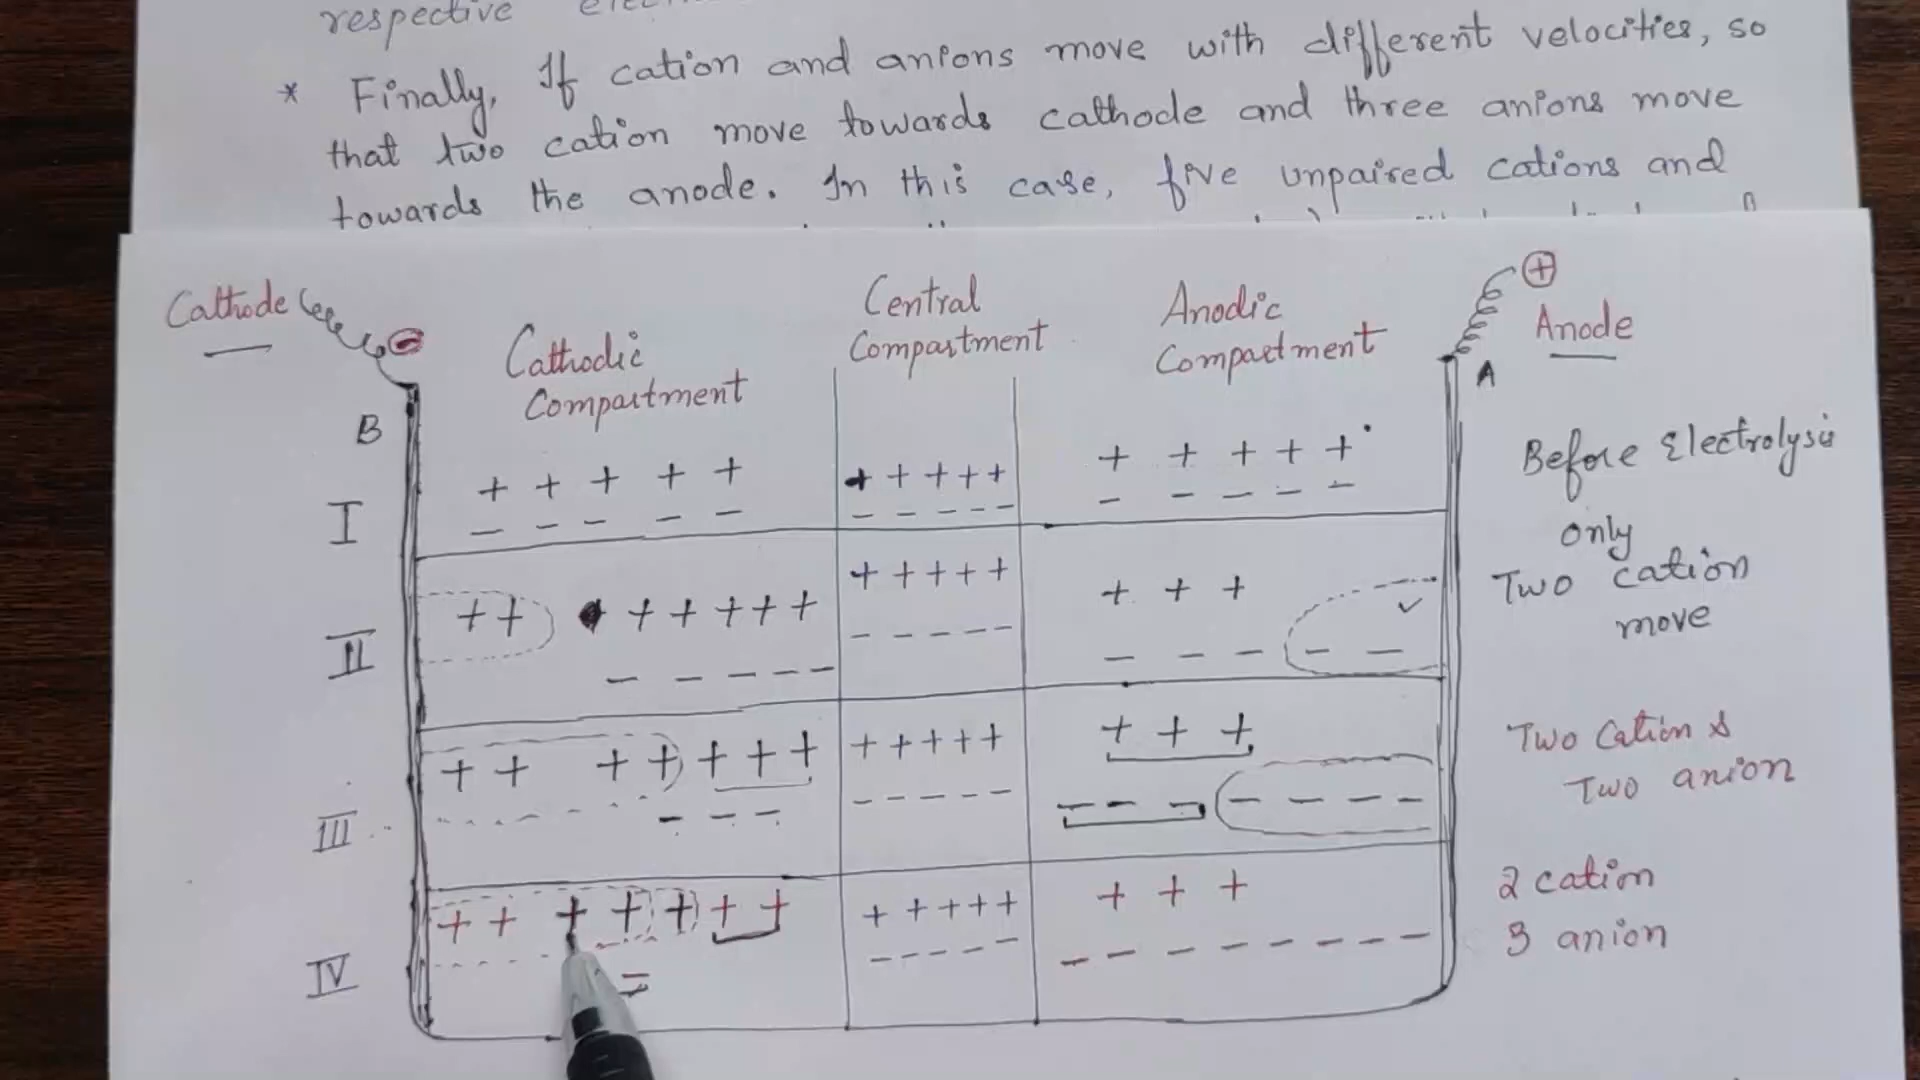 respective
* Finally, If cation and anions move with different velocities, so
that two cation move towards cathode and three anions move
towards the anode. In this case, five unpaired cations and
Cathode
Cathodic
Compartment
Central
Compartment
Anodic
Compartment
+
Anode
A
B
I
+ + + + +
- - - - -
+ + + + +
- - - - -
+ + + + +
- - - - -
Before Electrolysis
II
+ + + + + + +
- - - - -
+ + + + +
- - - - -
+ + +
- - - - -
only
Two cation
move
III
+ + + + + + +
- - -
+ + + + +
- - - - -
+ + +
- - - - - - -
Two Cation &
Two anion
IV
+ + + + + + +
+ + + + +
- - - - -
+ + +
- - - - - - - -
2 cation
3 anion